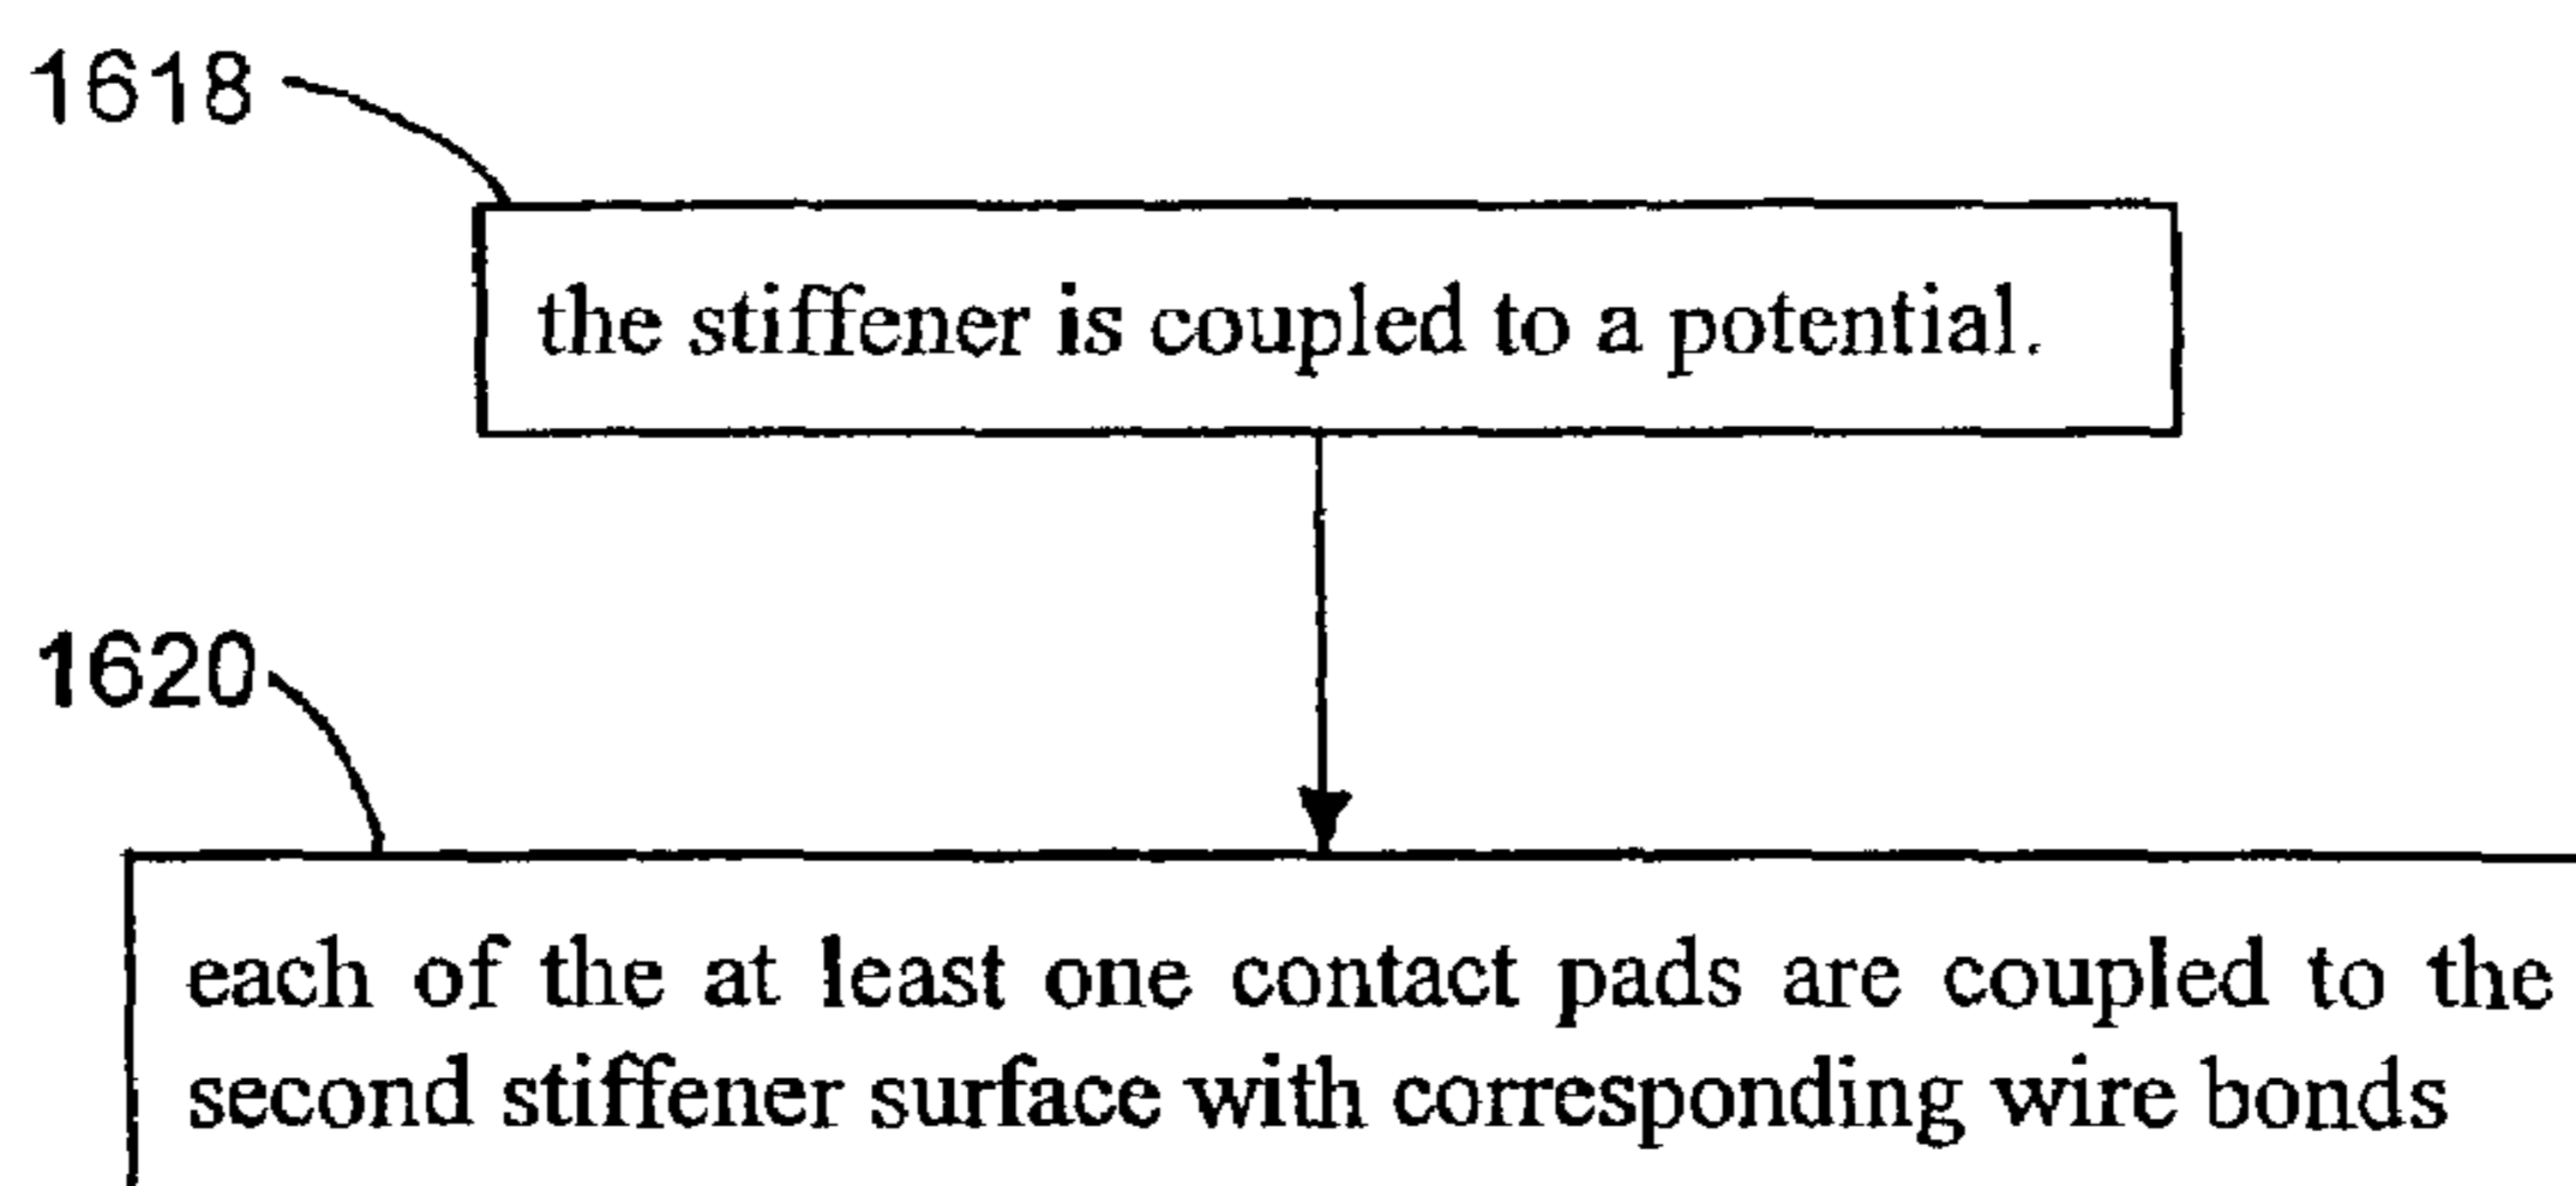 1618
the stiffener is coupled to a potential.
1620
each of the at least one contact pads are coupled to the
second stiffener surface with corresponding wire bonds